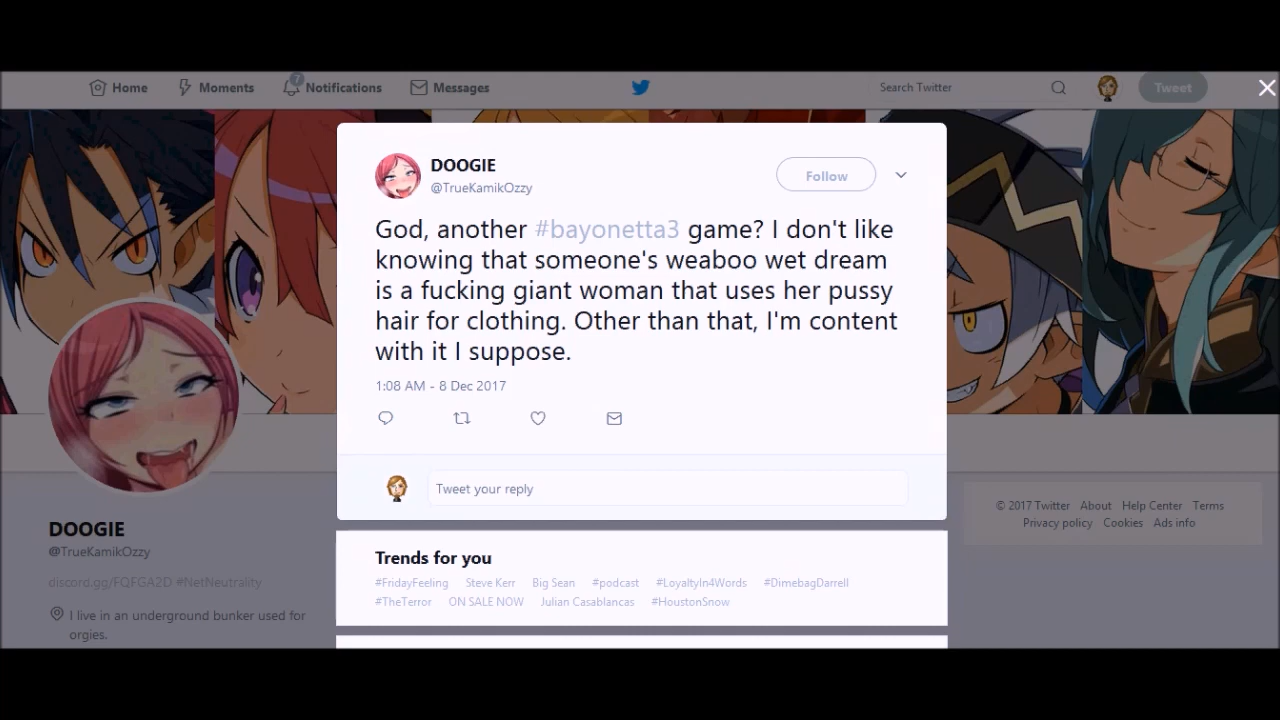 Home Moments 7 Notifications Messages Search Twitter Tweet
DOOGIE
@TrueKamikOzzy
Follow
God, another #bayonetta3 game? I don't like
knowing that someone's weaboo wet dream
is a fucking giant woman that uses her pussy
hair for clothing. Other than that, I'm content
with it I suppose.
1:08 AM - 8 Dec 2017
Tweet your reply
DOOGIE
@TrueKamikOzzy
discord.gg/FQFGA2D #NetNeutrality
I live in an underground bunker used for
orgies.
Trends for you
#FridayFeeling Steve Kerr Big Sean #podcast #LoyaltyIn4Words #DimebagDarrell
#TheTerror ON SALE NOW Julian Casablancas #HoustonSnow
© 2017 Twitter About Help Center Terms
Privacy policy Cookies Ads info